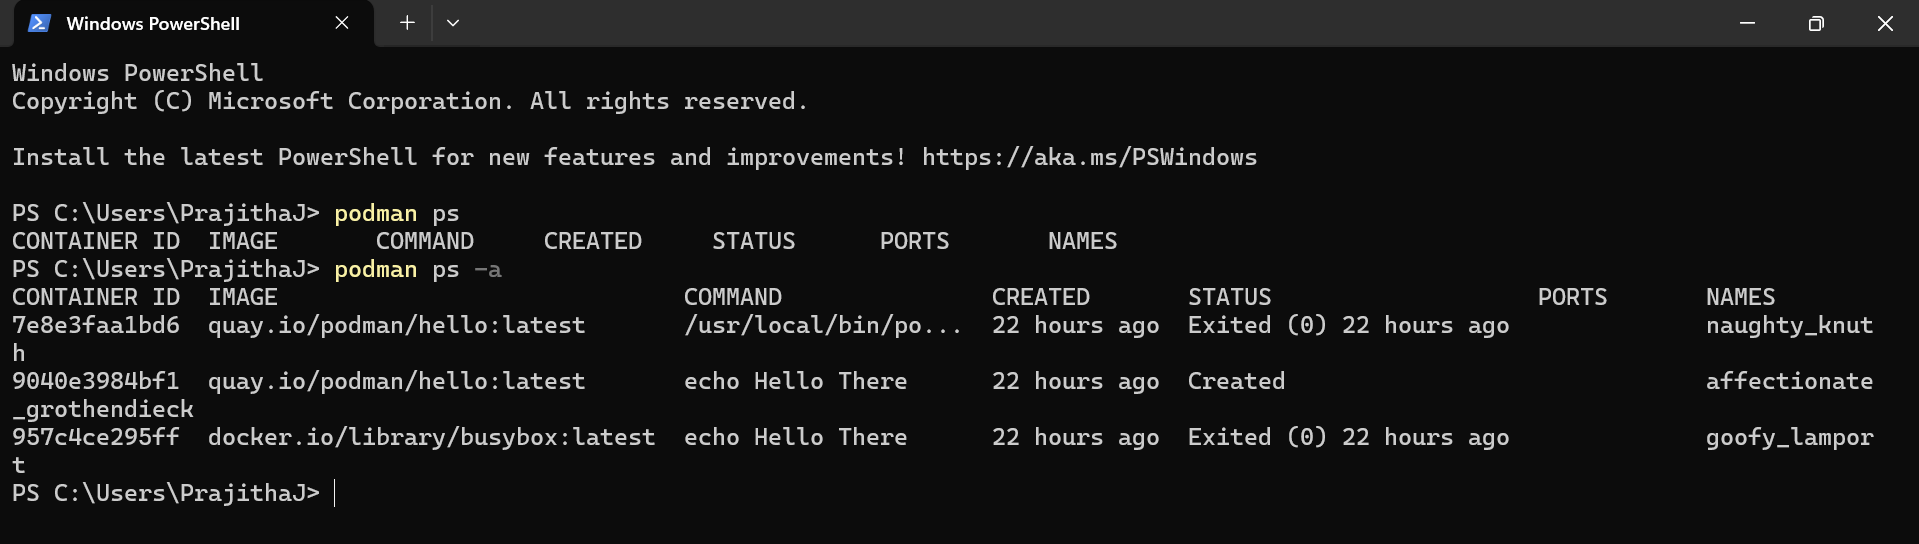 Windows PowerShell
Windows PowerShell
Copyright (C) Microsoft Corporation. All rights reserved.
Install the latest PowerShell for new features and improvements! https://aka.ms/PSWindows
PS C:\Users\PrajithaJ> podman ps
CONTAINER ID  IMAGE       COMMAND     CREATED     STATUS      PORTS       NAMES
PS C:\Users\PrajithaJ> podman ps -a
CONTAINER ID  IMAGE                             COMMAND               CREATED       STATUS                   PORTS       NAMES
7e8e3faa1bd6  quay.io/podman/hello:latest       /usr/local/bin/po...  22 hours ago  Exited (0) 22 hours ago              naughty_knut
h
9040e3984bf1  quay.io/podman/hello:latest       echo Hello There      22 hours ago  Created                              affectionate
_grothendieck
957c4ce295ff  docker.io/library/busybox:latest  echo Hello There      22 hours ago  Exited (0) 22 hours ago              goofy_lampor
t
PS C:\Users\PrajithaJ>